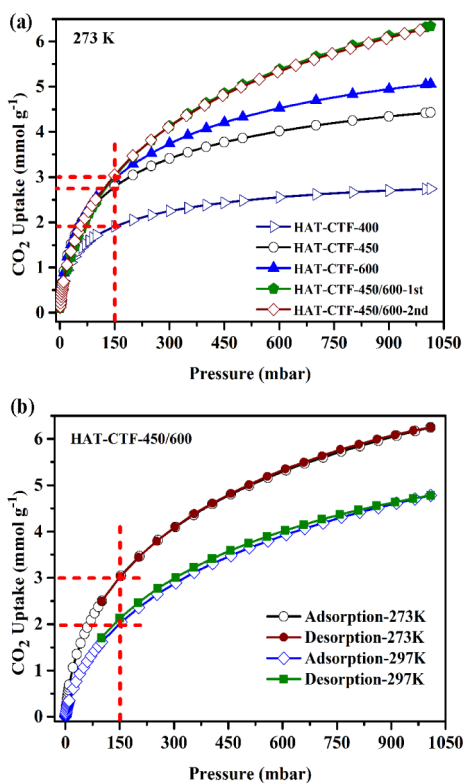 (a)
273 K
CO2 Uptake (mmol g-1)
6
5
4
3
2
1
0
HAT-CTF-400
HAT-CTF-450
HAT-CTF-600
HAT-CTF-450/600-1st
HAT-CTF-450/600-2nd
0 150 300 450 600 750 900 1050
Pressure (mbar)
(b)
HAT-CTF-450/600
CO2 Uptake (mmol g-1)
6
5
4
3
2
1
0
Adsorption-273K
Desorption-273K
Adsorption-297K
Desorption-297K
0 150 300 450 600 750 900 1050
Pressure (mbar)